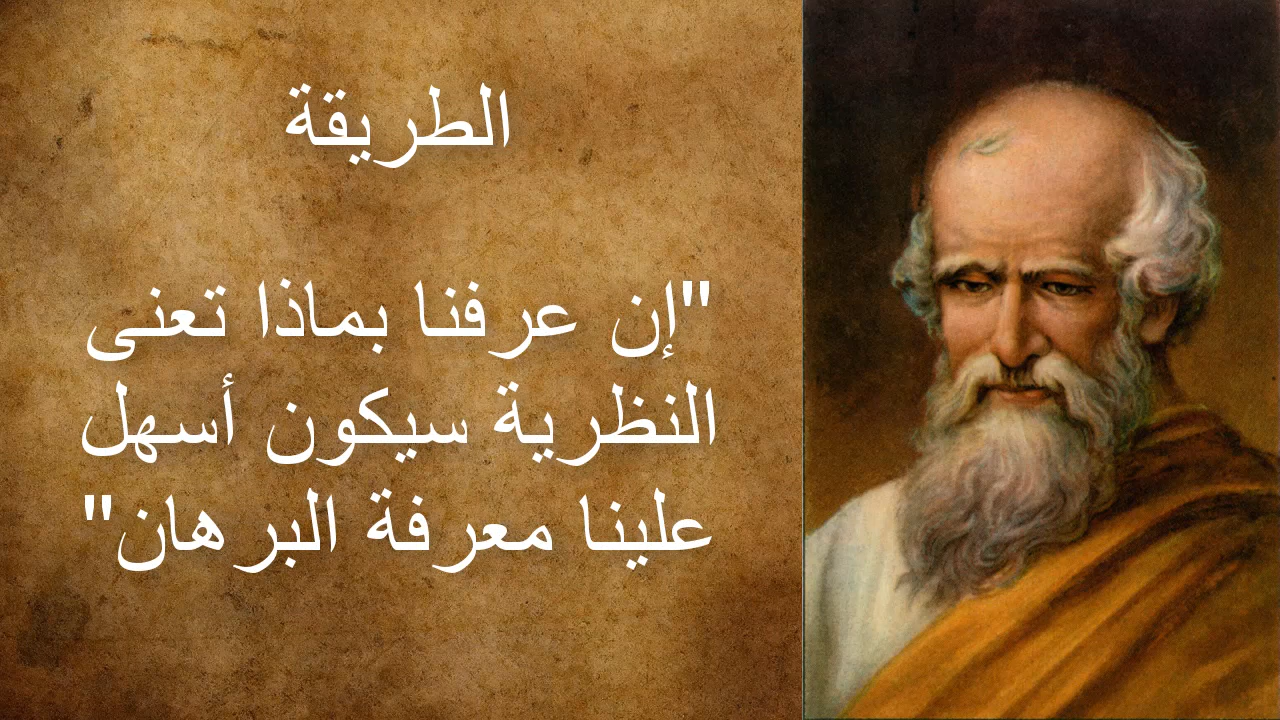 الطريقة
"إن عرفنا بماذا تعنى
النظرية سيكون أسهل
علينا معرفة البرهان"